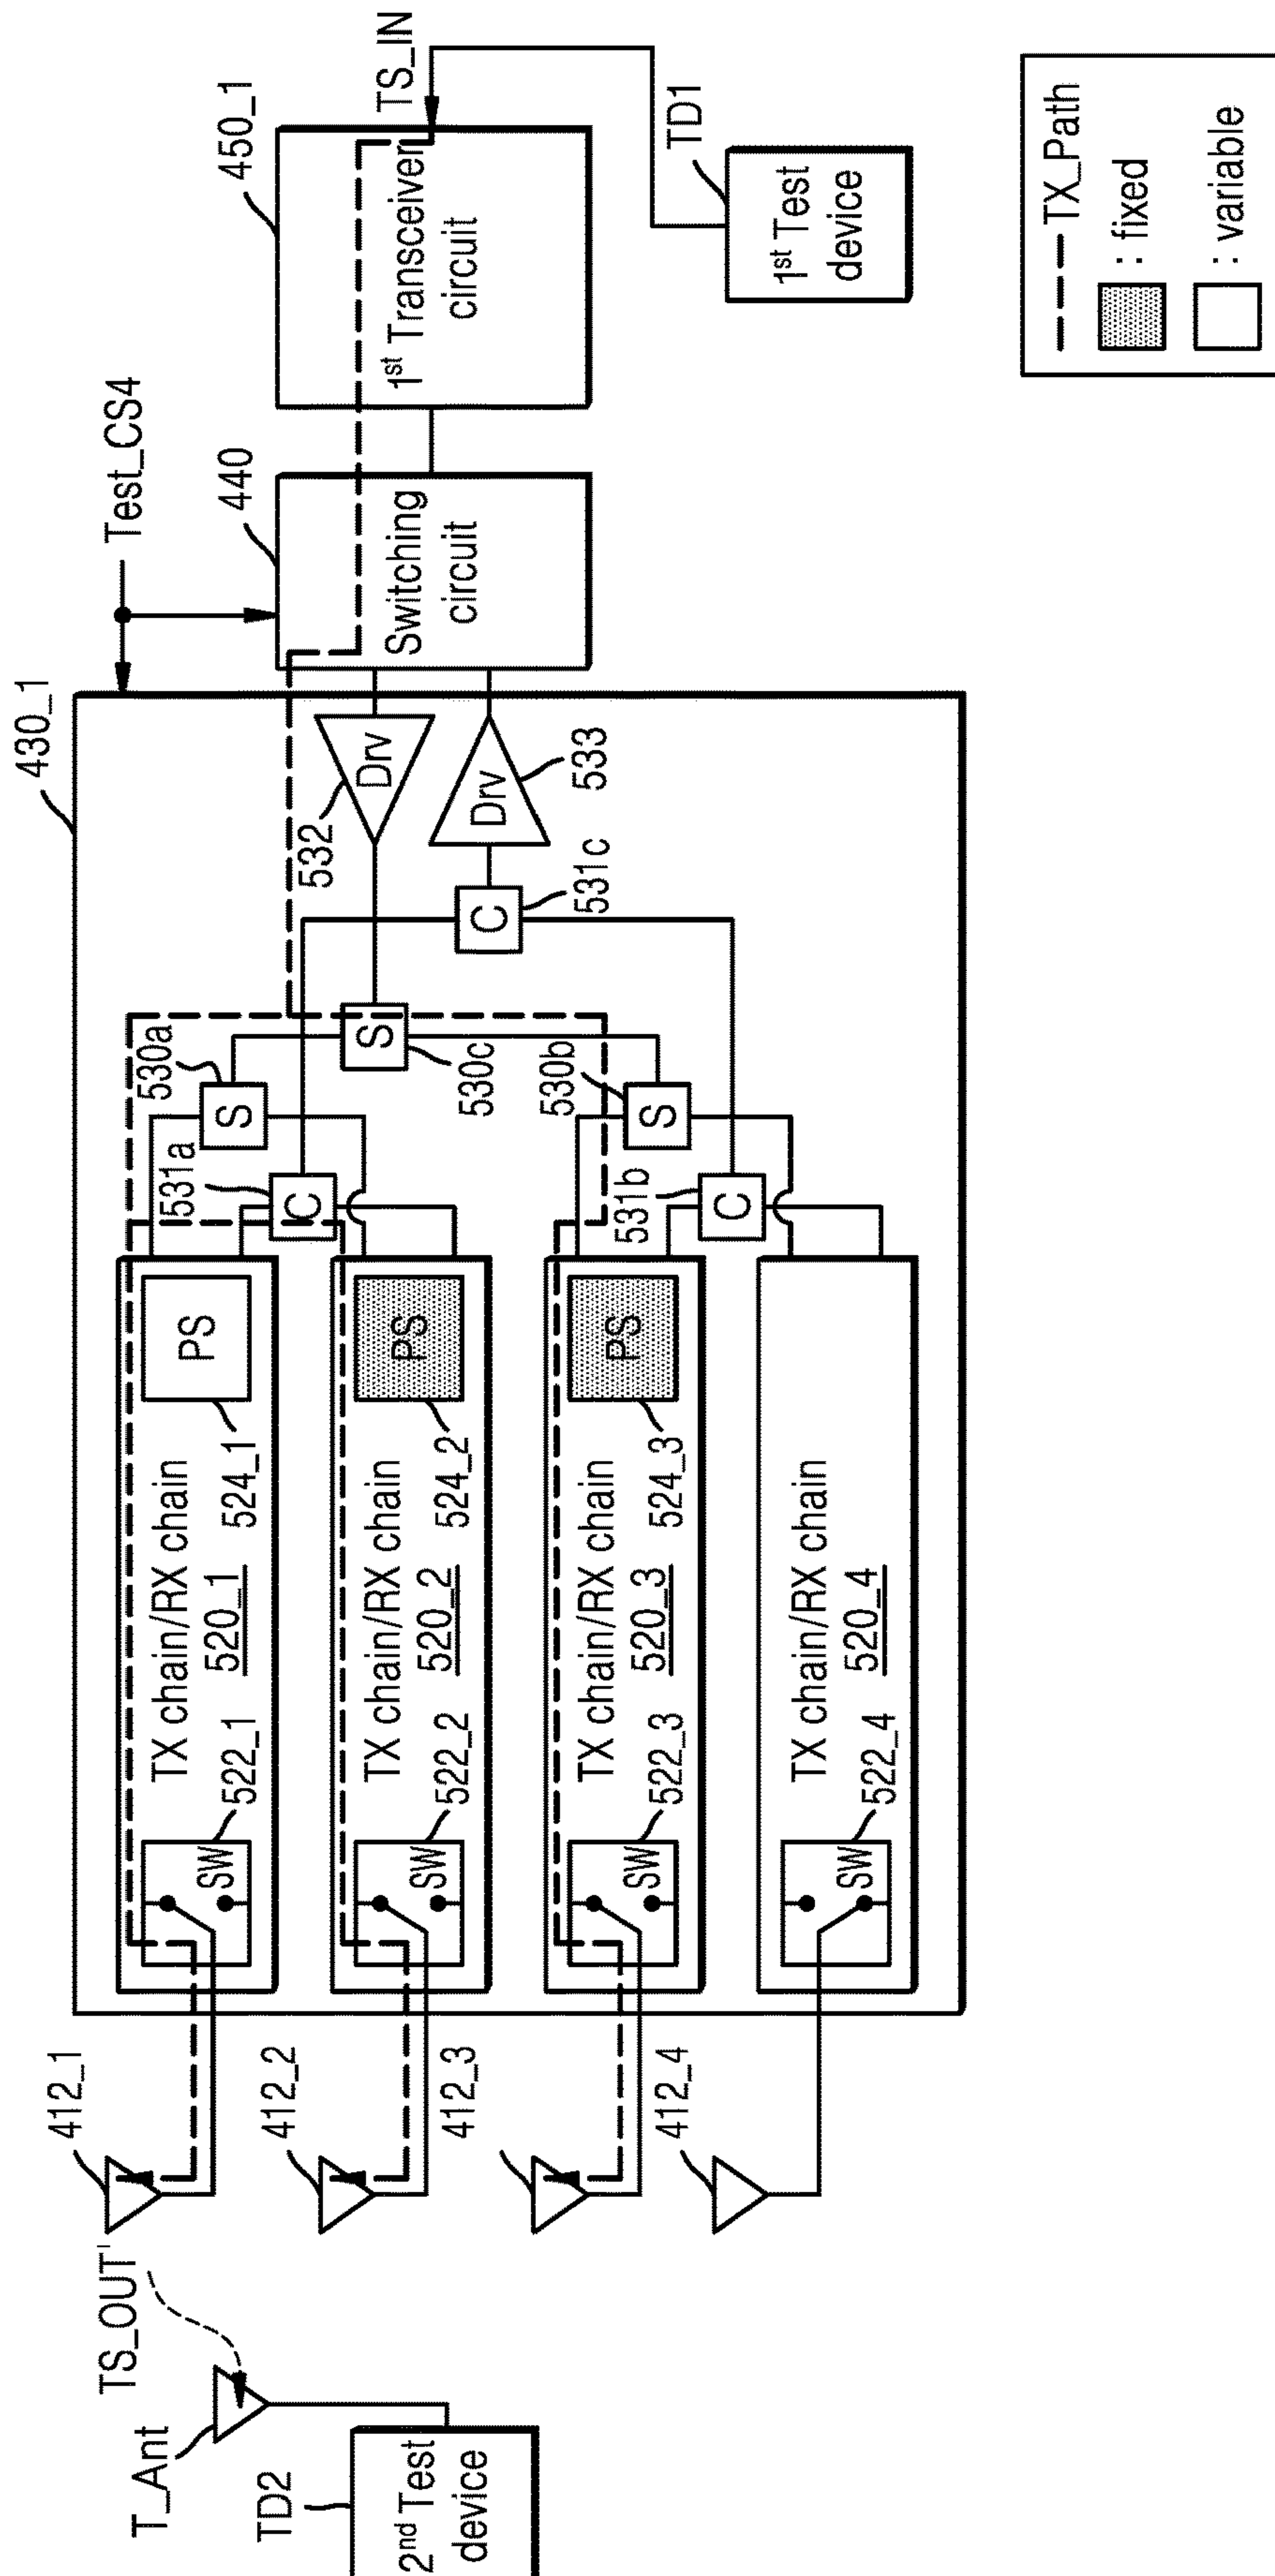 430_1
Test_CS4
440
450_1
TS_IN
Switching
circuit
1st Transceiver
circuit
TD1
1st Test
device
TX_Path
: fixed
: variable
532
Drv
Drv
533
531c
C
530a
S
530c
S
530b
S
531a
C
531b
C
412_1
522_1
SW
TX chain/RX chain
520_1
524_1
PS
412_2
522_2
SW
TX chain/RX chain
520_2
524_2
PS
412_3
522_3
SW
TX chain/RX chain
520_3
524_3
PS
412_4
522_4
SW
TX chain/RX chain
520_4
TS_OUT'
T_Ant
TD2
2nd Test
device